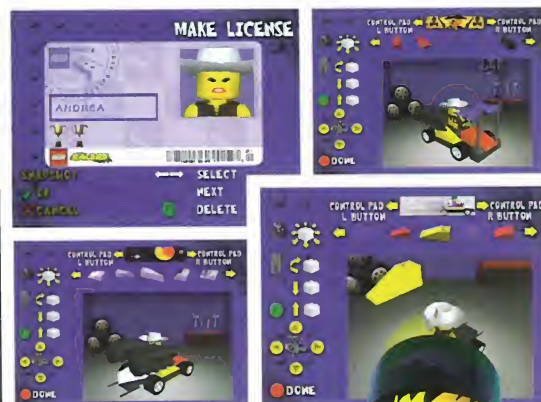 MAKE LICENSE
ANDREA
SNAPSHOT
OK
CANCEL
SELECT
NEXT
DELETE
CONTROL PAD
L BUTTON
CONTROL PAD
R BUTTON
DONE
CONTROL PAD
L BUTTON
CONTROL PAD
R BUTTON
DONE
CONTROL PAD
L BUTTON
CONTROL PAD
R BUTTON
DONE